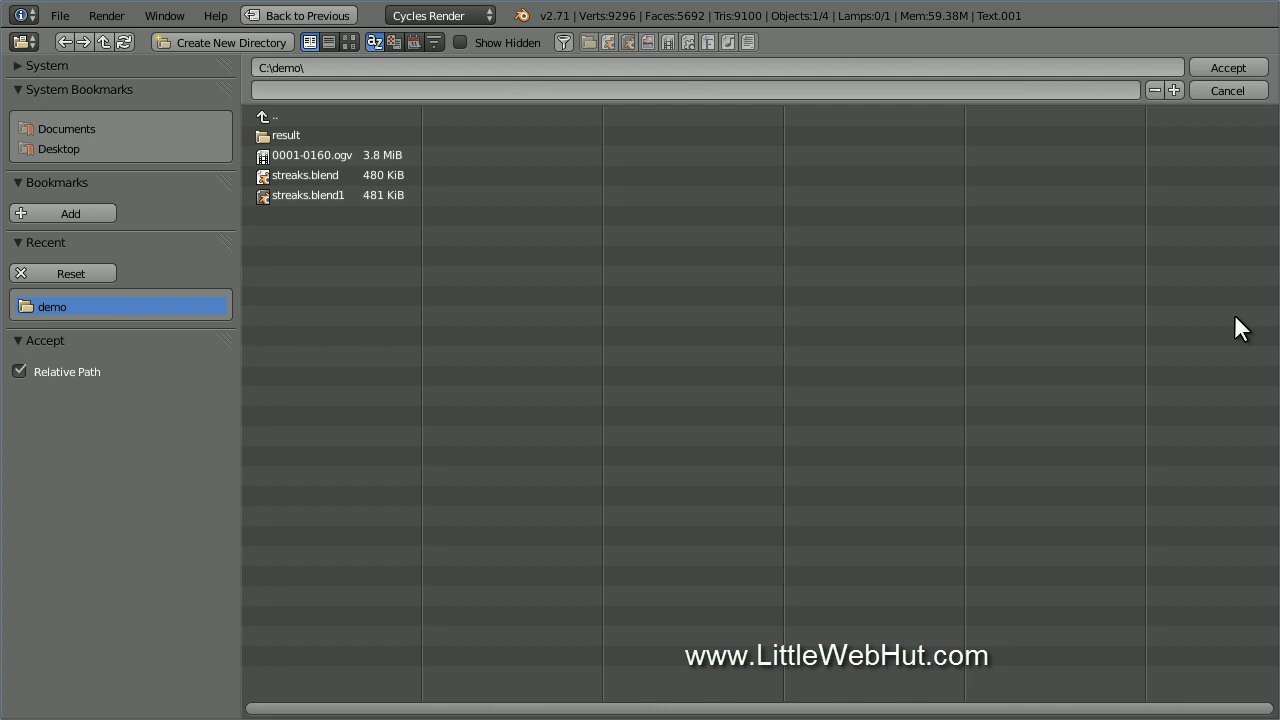 File Render Window Help Back to Previous Cycles Render v2.71 | Verts:9296 | Faces:5692 | Tris:9100 | Objects:1/4 | Lamps:0/1 | Mem:59.38M | Text.001
Create New Directory az Show Hidden F
System
System Bookmarks
Documents
Desktop
Bookmarks
Add
Recent
Reset
demo
Accept
Relative Path
C:\demo\ Accept
Cancel
..
result
0001-0160.ogv 3.8 MiB
streaks.blend 480 KiB
streaks.blend1 481 KiB
www.LittleWebHut.com